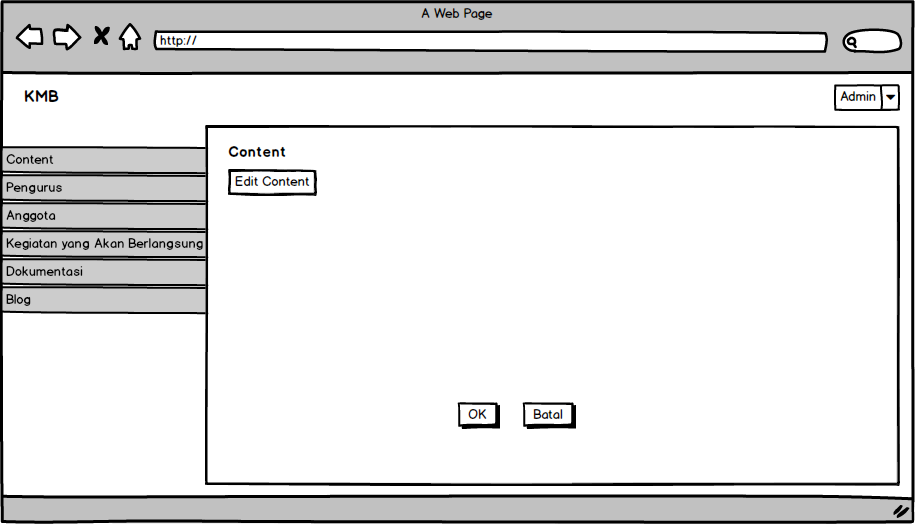 A Web Page
http://
KMB
Admin
Content
Pengurus
Anggota
Kegiatan yang Akan Berlangsung
Dokumentasi
Blog
Content
Edit Content
OK
Batal